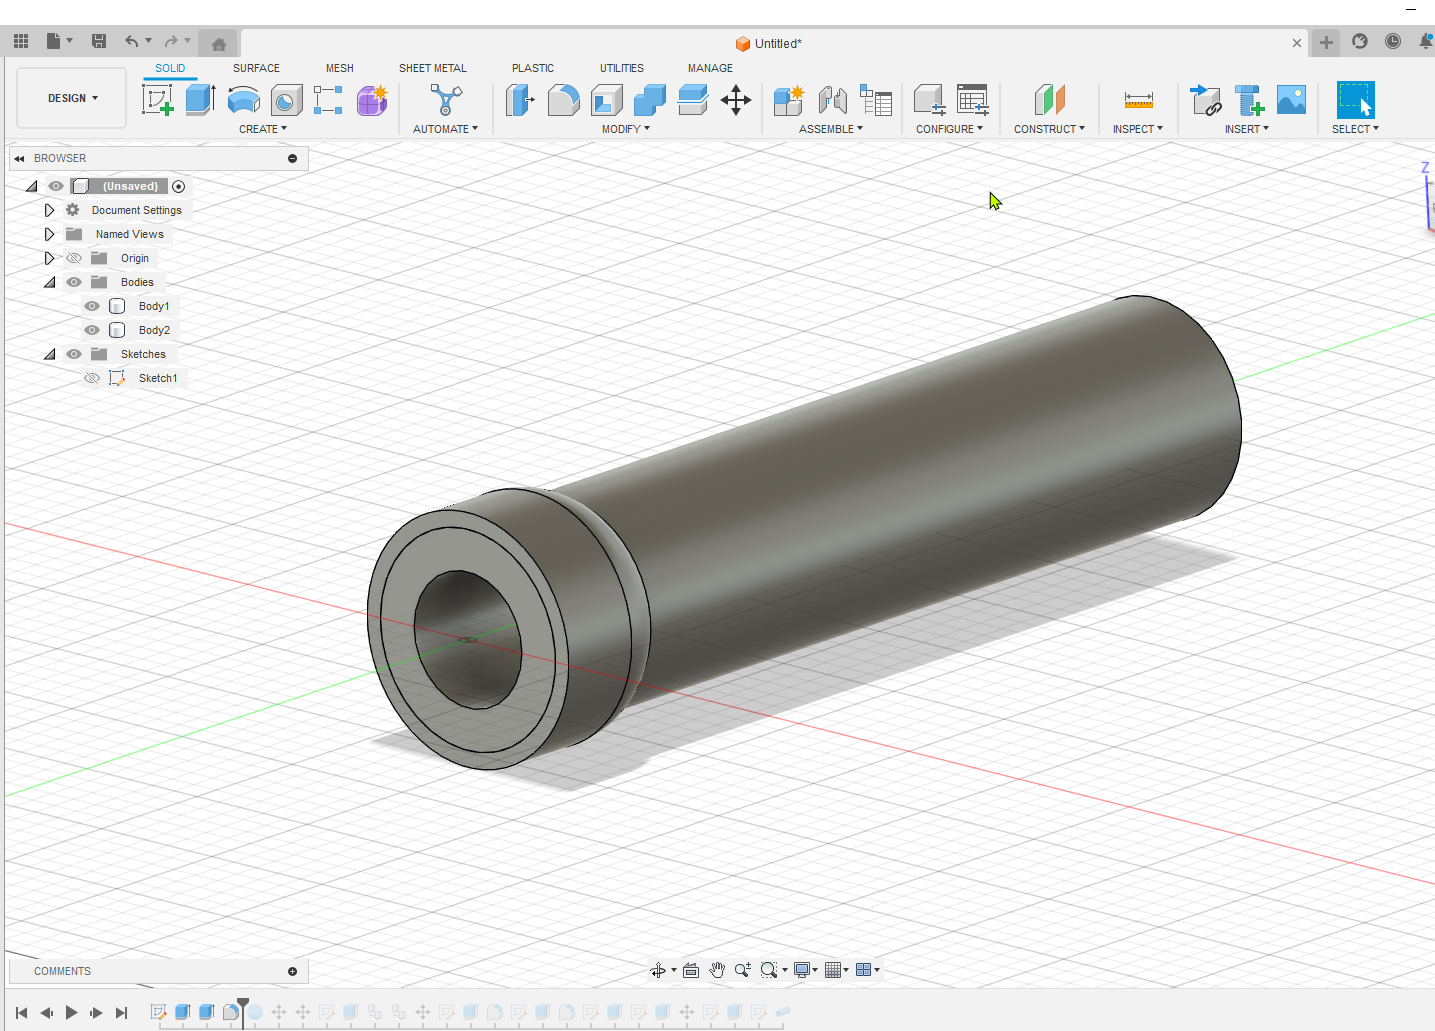 Untitled*
SOLID SURFACE MESH SHEET METAL PLASTIC UTILITIES MANAGE
DESIGN
CREATE AUTOMATE MODIFY ASSEMBLE CONFIGURE CONSTRUCT INSPECT INSERT SELECT
BROWSER
(Unsaved)
Document Settings
Named Views
Origin
Bodies
Body1
Body2
Sketches
Sketch1
Z
COMMENTS